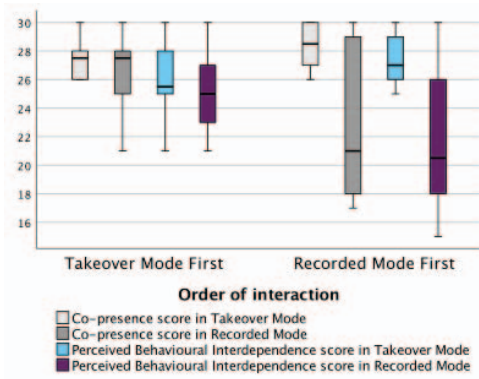 30
28
26
24
22
20
18
16
Takeover Mode First Recorded Mode First
Order of interaction
Co-presence score in Takeover Mode
Co-presence score in Recorded Mode
Perceived Behavioural Interdependence score in Takeover Mode
Perceived Behavioural Interdependence score in Recorded Mode